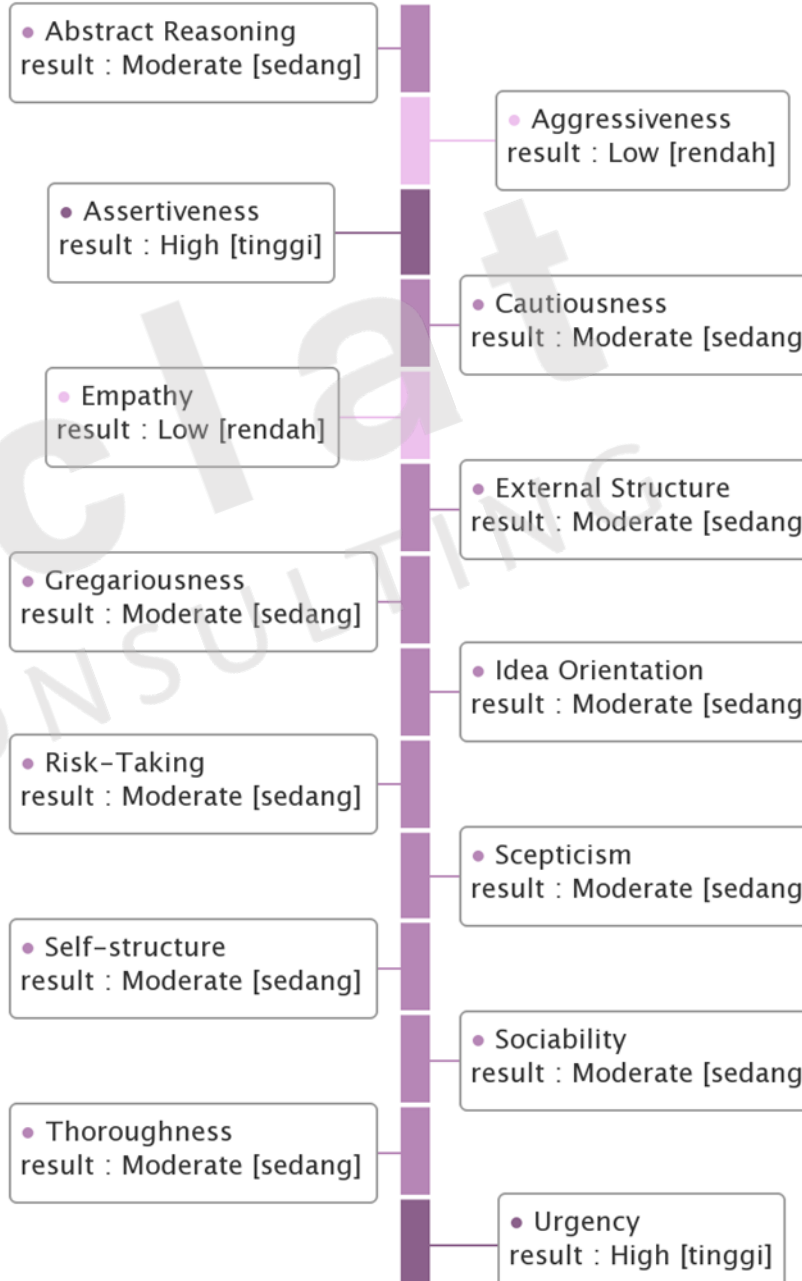 Abstract Reasoning
result : Moderate [sedang]
Aggressiveness
result : Low [rendah]
Assertiveness
result : High [tinggi]
Cautiousness
result : Moderate [sedang
Empathy
result : Low [rendah]
External Structure
result : Moderate [sedang
Gregariousness
result : Moderate [sedang]
Idea Orientation
result : Moderate [sedang
Risk-Taking
result : Moderate [sedang]
Scepticism
result : Moderate [sedang
Self-structure
result : Moderate [sedang]
Sociability
result : Moderate [sedang
Thoroughness
result : Moderate [sedang]
Urgency
result : High [tinggi]
clat
ONSULTING